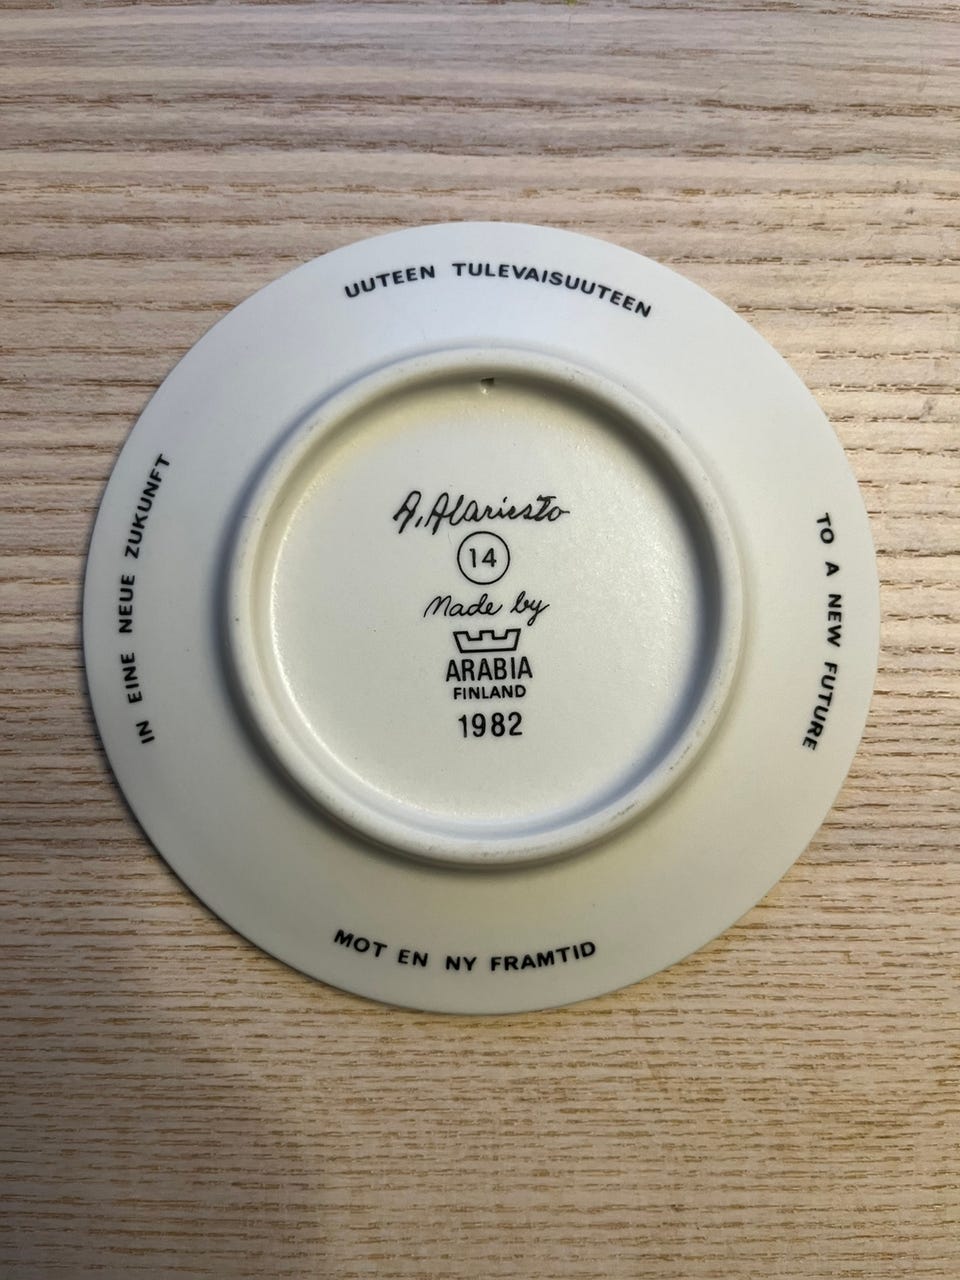 UUTEEN TULEVAISUUTEEN
TO A NEW FUTURE
MOT EN NY FRAMTID
IN EINE NEUE ZUKUNFT
A. Alariesto
14
Made by
ARABIA
FINLAND
1982